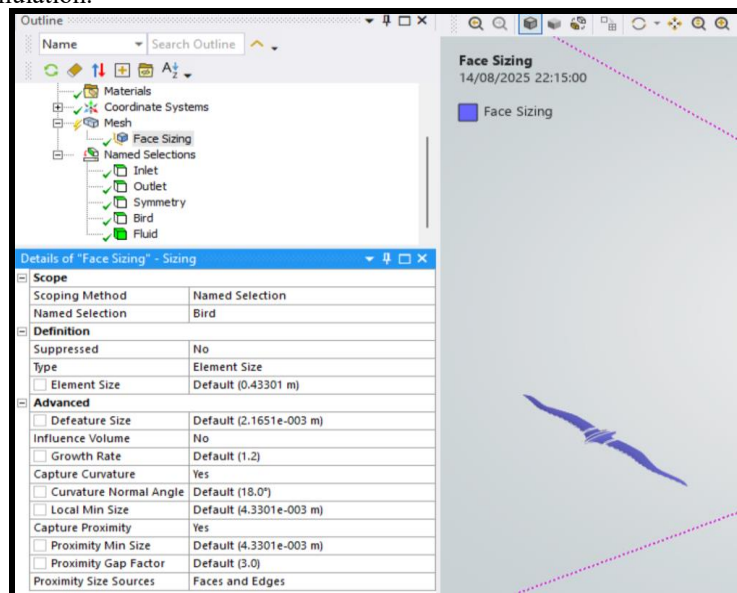 nulation.
Outline
Name Search Outline
Materials
Coordinate Systems
Mesh
Face Sizing
Named Selections
Inlet
Outlet
Symmetry
Bird
Fluid
Details of "Face Sizing" - Sizing
Scope
Scoping Method Named Selection
Named Selection Bird
Definition
Suppressed No
Type Element Size
Element Size Default (0.43301 m)
Advanced
Defeature Size Default (2.1651e-003 m)
Influence Volume No
Growth Rate Default (1.2)
Capture Curvature Yes
Curvature Normal Angle Default (18.0°)
Local Min Size Default (4.3301e-003 m)
Capture Proximity Yes
Proximity Min Size Default (4.3301e-003 m)
Proximity Gap Factor Default (3.0)
Proximity Size Sources Faces and Edges
Face Sizing
14/08/2025 22:15:00
Face Sizing